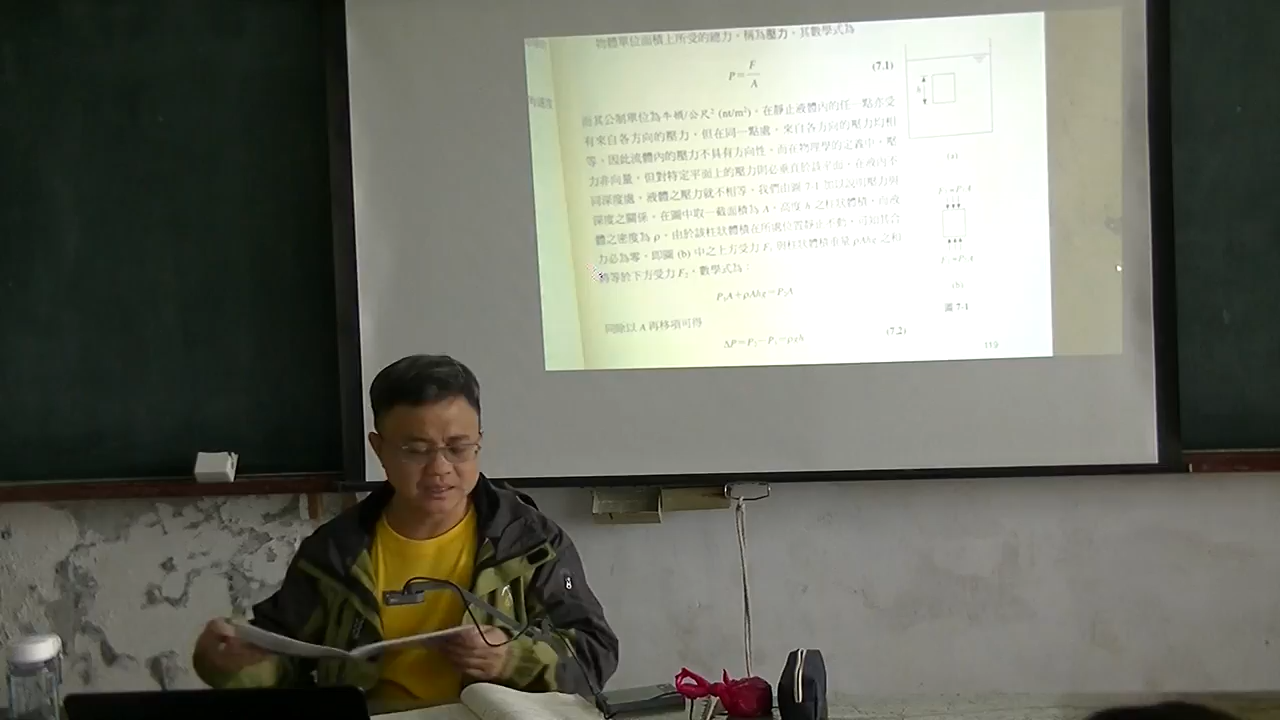 物體單位面積上所受的總力，稱為壓力，其數學式為
P = F/A (7.1)
而其公制單位為牛頓/公尺² (nt/m²)。在靜止液體內的任一點亦受
有來自各方向的壓力，但在同一點處，來自各方向的壓力均相
等，因此流體內的壓力不具有方向性，而在物理學的定義中，壓
力非向量，但對特定平面上的壓力則必垂直於該平面。在液內不
同深度處，液體之壓力就不相等，我們由圖 7-1 加以說明壓力與
深度之關係。在圖中取一截面積為 A，高度 h 之柱狀體積，而液
體之密度為 ρ，由於該柱狀體積在所處位置靜止不動，可知其合
力必為零，即圖 (b) 中之上方受力 F₁ 與柱狀體積重量 ρAhg 之和
將等於下方受力 F₂，數學式為：
P₁A + ρAhg = P₂A
同除以 A 再移項可得
ΔP = P₂ − P₁ = ρgh (7.2)
h
(a)
(b)
圖 7-1
119